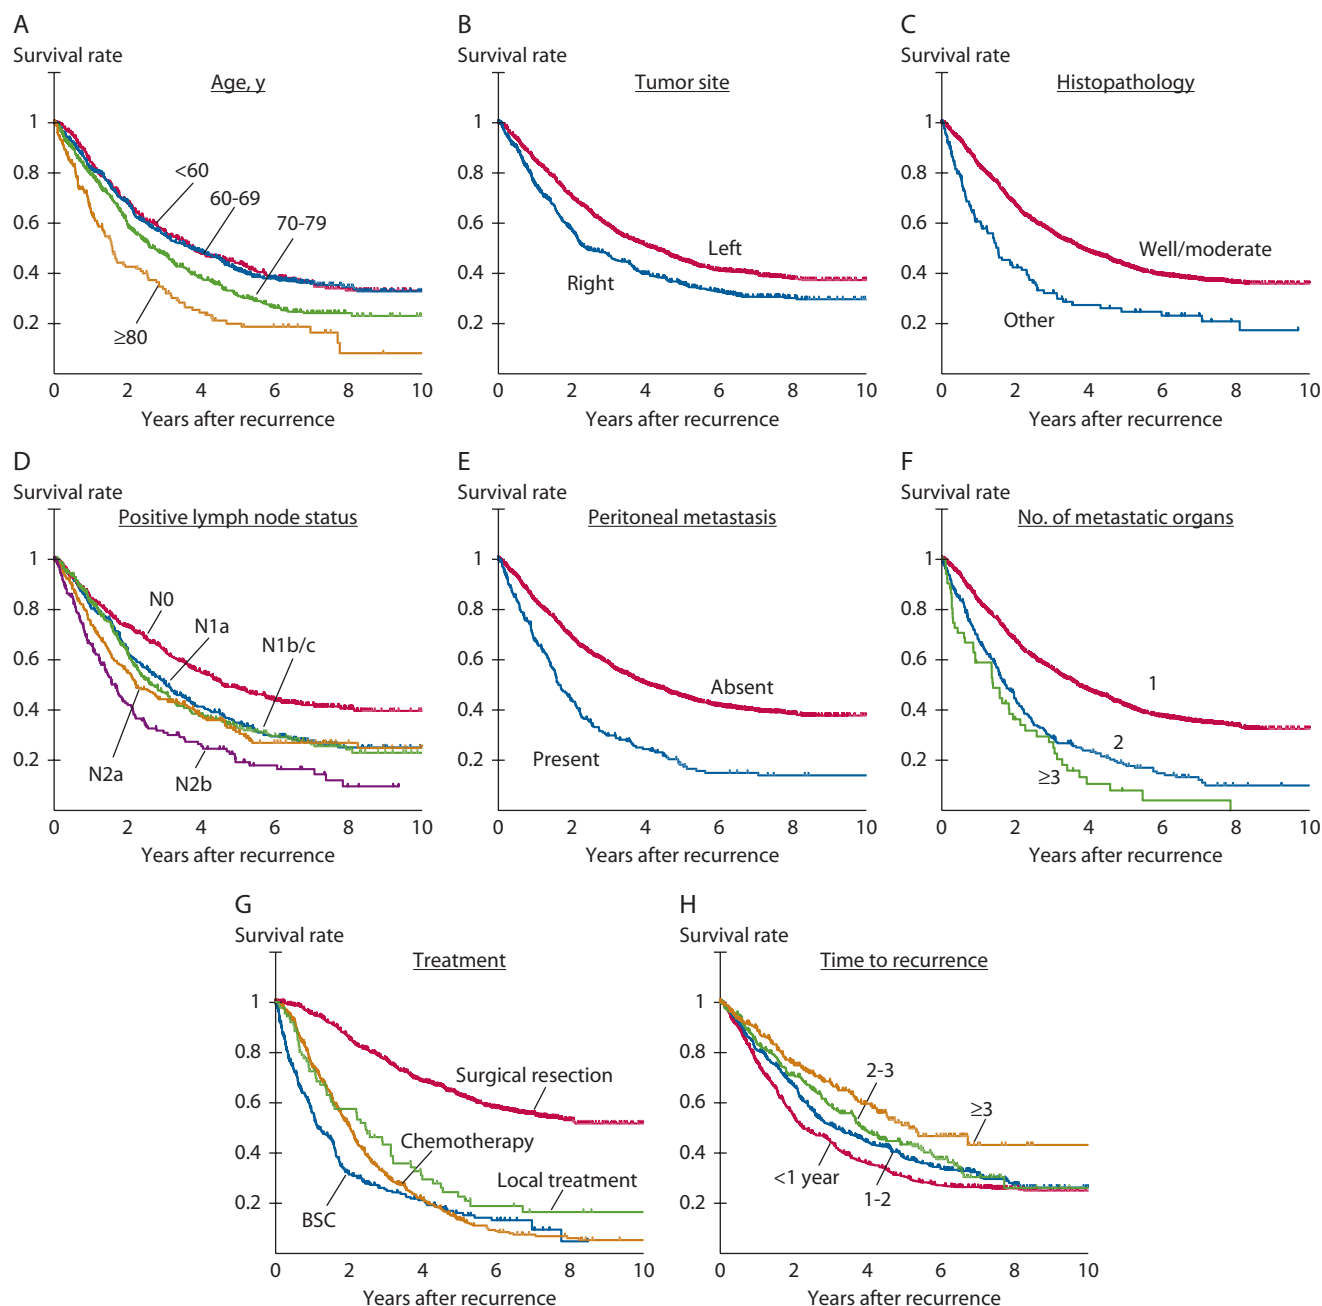 A
Survival rate
Age, y
1
0.8
0.6
0.4
0.2
<60
60-69
70-79
≥80
0 2 4 6 8 10
Years after recurrence
B
Survival rate
Tumor site
1
0.8
0.6
0.4
0.2
Left
Right
0 2 4 6 8 10
Years after recurrence
C
Survival rate
Histopathology
1
0.8
0.6
0.4
0.2
Well/moderate
Other
0 2 4 6 8 10
Years after recurrence
D
Survival rate
Positive lymph node status
1
0.8
0.6
0.4
0.2
N0
N1a
N1b/c
N2a
N2b
0 2 4 6 8 10
Years after recurrence
E
Survival rate
Peritoneal metastasis
1
0.8
0.6
0.4
0.2
Absent
Present
0 2 4 6 8 10
Years after recurrence
F
Survival rate
No. of metastatic organs
1
0.8
0.6
0.4
0.2
1
2
≥3
0 2 4 6 8 10
Years after recurrence
G
Survival rate
Treatment
1
0.8
0.6
0.4
0.2
Surgical resection
Chemotherapy
Local treatment
BSC
0 2 4 6 8 10
Years after recurrence
H
Survival rate
Time to recurrence
1
0.8
0.6
0.4
0.2
2-3
≥3
<1 year
1-2
0 2 4 6 8 10
Years after recurrence